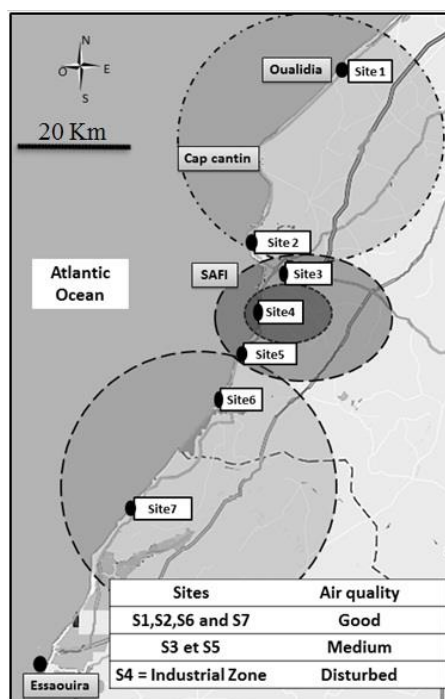 N
O E
S
20 Km
Oualidia
Site 1
Cap cantin
Site 2
SAFI
Site3
Atlantic
Ocean
Site4
Site5
Site6
Site7
Sites Air quality
S1,S2,S6 and S7 Good
S3 et S5 Medium
S4 = Industrial Zone Disturbed
Essaouira